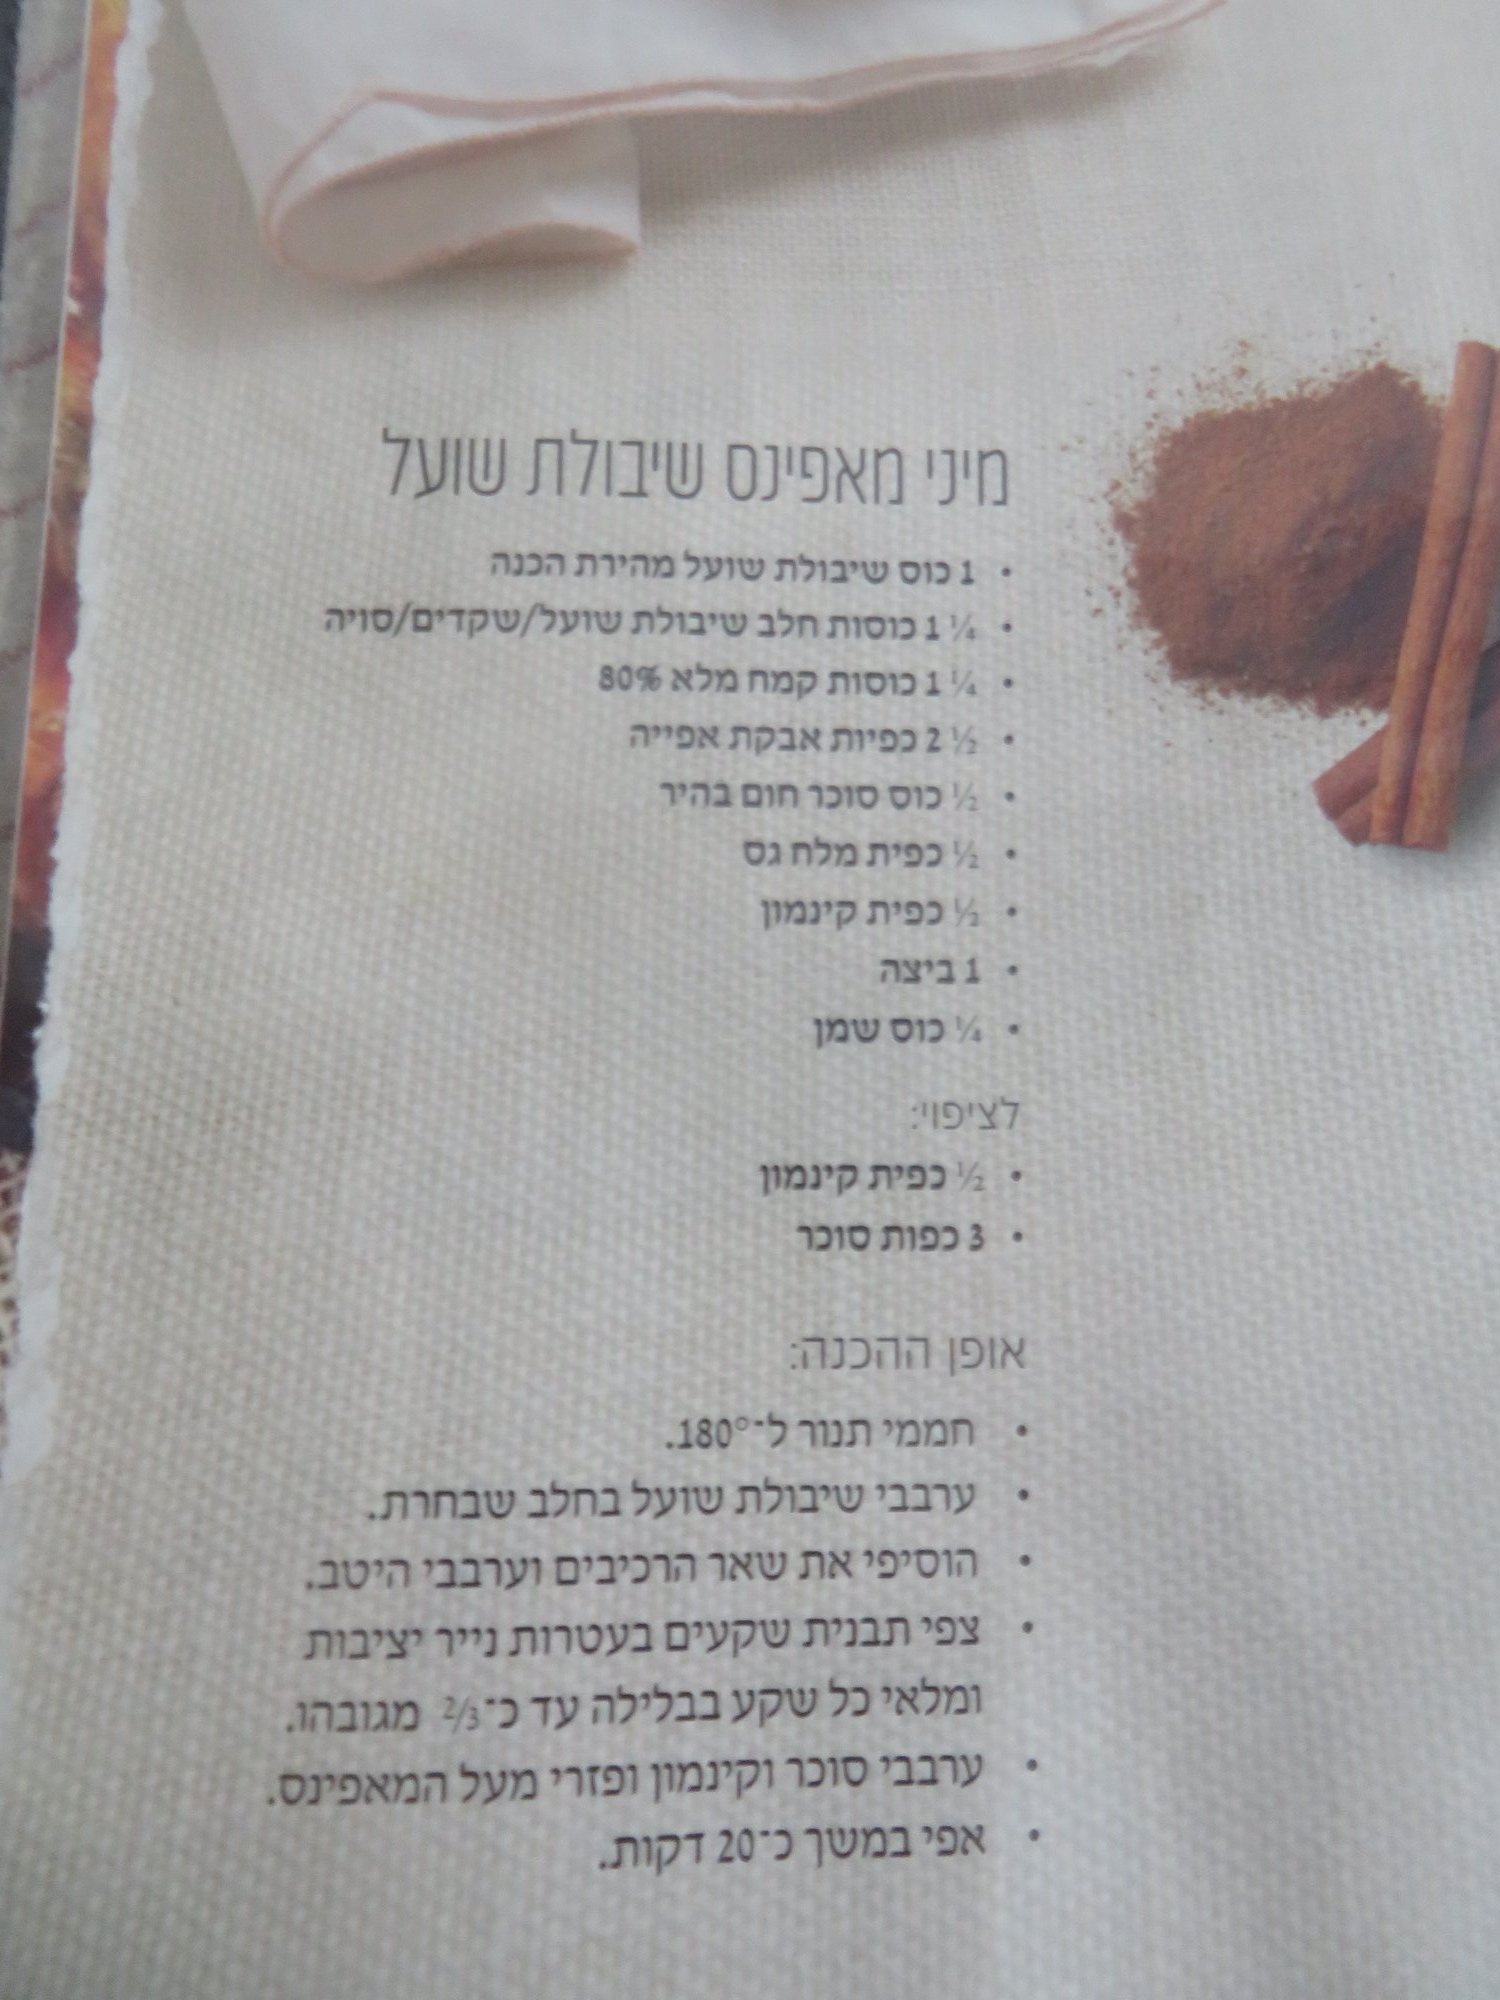 מיני מאפינס שיבולת שועל
• 1 כוס שיבולת שועל מהירת הכנה
• ¼ 1 כוסות חלב שיבולת שועל/שקדים/סויה
• ¼ 1 כוסות קמח מלא 80%
• ½ 2 כפיות אבקת אפייה
• ½ כוס סוכר חום בהיר
• ½ כפית מלח גס
• ½ כפית קינמון
• 1 ביצה
• ¼ כוס שמן
לציפוי:
• ½ כפית קינמון
• 3 כפות סוכר
אופן ההכנה:
• חממי תנור ל־180°.
• ערבבי שיבולת שועל בחלב שבחרת.
• הוסיפי את שאר הרכיבים וערבבי היטב.
• צפי תבנית שקעים בעטרות נייר יציבות
ומלאי כל שקע בבלילה עד כ־⅔ מגובהו.
• ערבבי סוכר וקינמון ופזרי מעל המאפינס.
• אפי במשך כ־20 דקות.